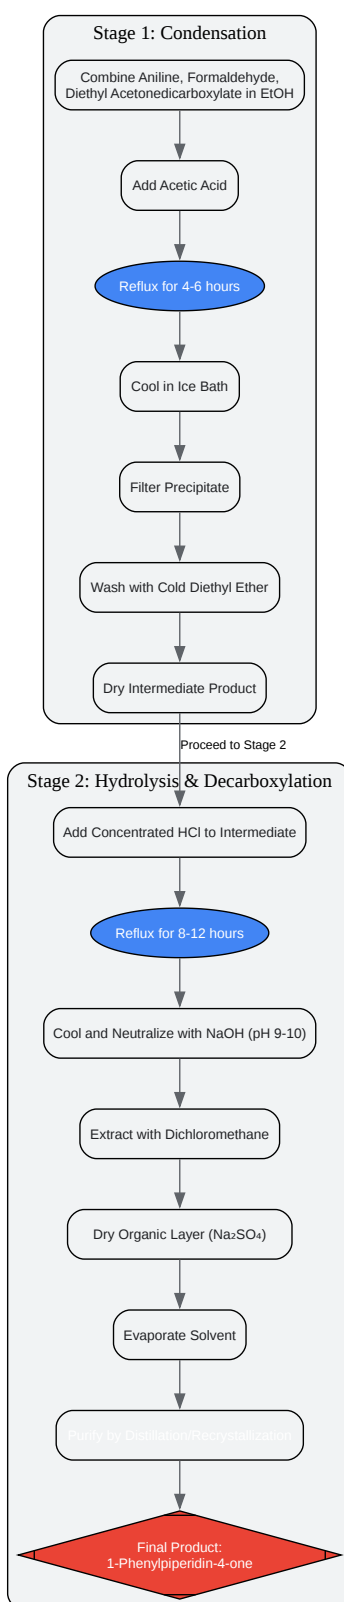 Stage 1: Condensation
Combine Aniline, Formaldehyde,
Diethyl Acetonedicarboxylate in EtOH
Add Acetic Acid
Reflux for 4-6 hours
Cool in Ice Bath
Filter Precipitate
Wash with Cold Diethyl Ether
Dry Intermediate Product
Proceed to Stage 2
Stage 2: Hydrolysis & Decarboxylation
Add Concentrated HCl to Intermediate
Reflux for 8-12 hours
Cool and Neutralize with NaOH (pH 9-10)
Extract with Dichloromethane
Dry Organic Layer (Na₂SO₄)
Evaporate Solvent
Purify by Distillation/Recrystallization
Final Product:
1-Phenylpiperidin-4-one